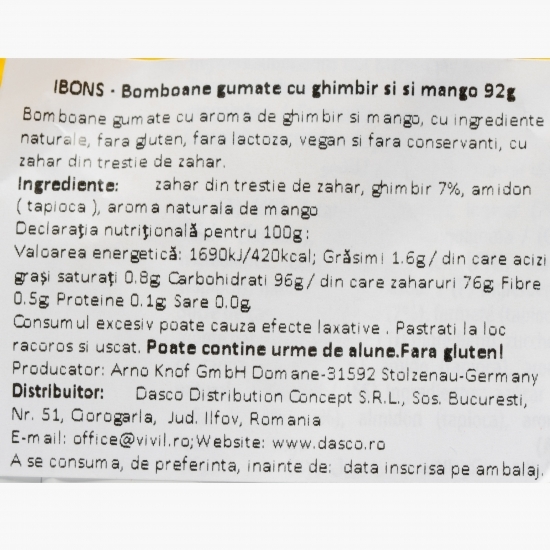 IBONS - Bomboane gumate cu ghimbir si si mango 92g
Bomboane gumate cu aroma de ghimbir si mango, cu ingrediente
naturale, fara gluten, fara lactoza, vegan si fara conservanti, cu
zahar din trestie de zahar.
Ingrediente: zahar din trestie de zahar, ghimbir 7%, amidon
( tapioca ), aroma naturala de mango
Declarația nutrițională pentru 100g:
Valoarea energetică: 1690kJ/420kcal; Grăsimi 1.6g/ din care acizi
grași saturați 0.8g Carbohidrati 96g/ din care zaharuri 76g Fibre
0.5g Proteine 0.1g Sare 0.0g
Consumul excesiv poate cauza efecte laxative . Pastrati la loc
racoros si uscat. Poate contine urme de alune.Fara gluten!
Producator: Arno Knof GmbH Domane-31592 Stolzenau-Germany
Distribuitor: Dasco Distribution Concept S.R.L., Sos. Bucuresti,
Nr. 51, Ciorogarla, Jud. Ilfov, Romania
E-mail: office@vivil.ro;Website: www.dasco.ro
A se consuma, de preferinta, inainte de: data inscrisa pe ambalaj.